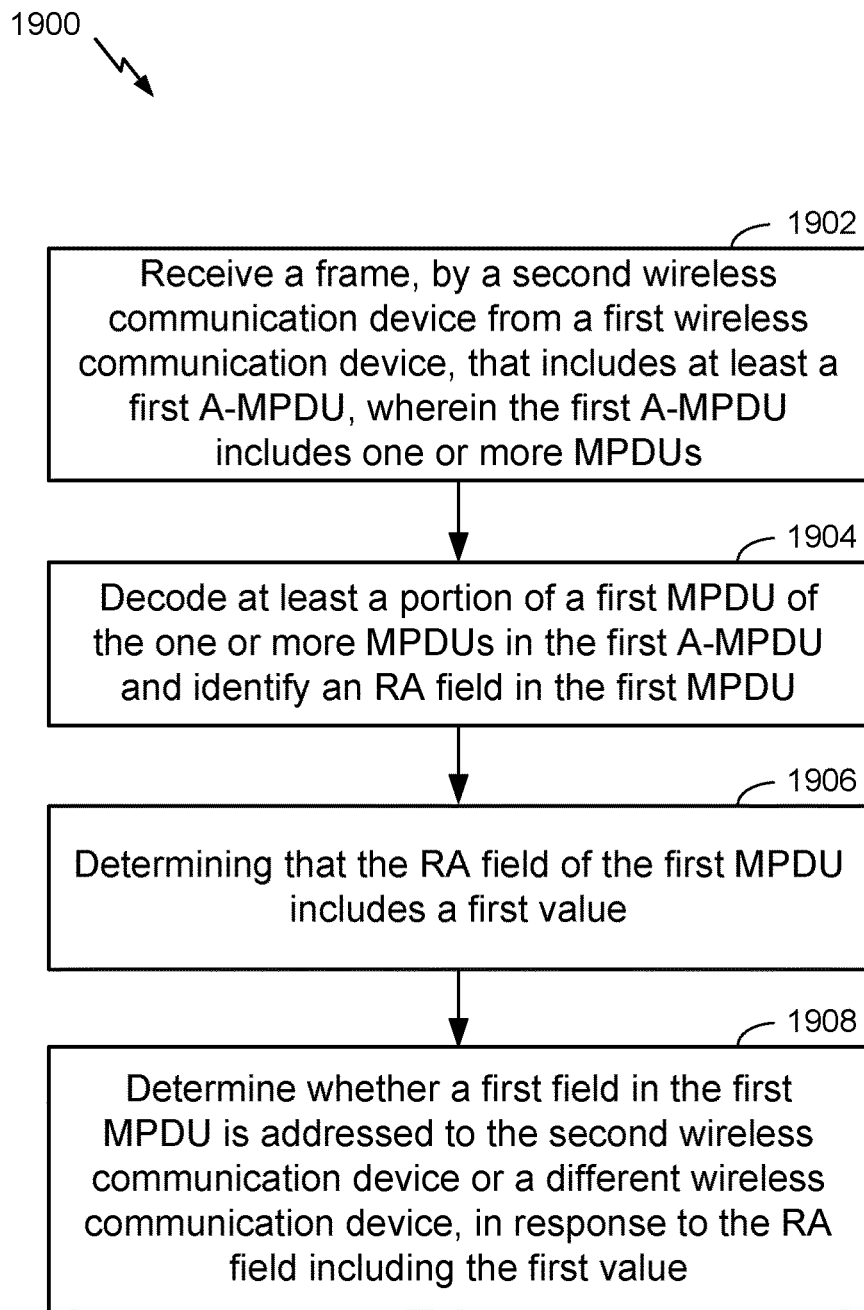 1900
1902
Receive a frame, by a second wireless
communication device from a first wireless
communication device, that includes at least a
first A-MPDU, wherein the first A-MPDU
includes one or more MPDUs
1904
Decode at least a portion of a first MPDU of
the one or more MPDUs in the first A-MPDU
and identify an RA field in the first MPDU
1906
Determining that the RA field of the first MPDU
includes a first value
1908
Determine whether a first field in the first
MPDU is addressed to the second wireless
communication device or a different wireless
communication device, in response to the RA
field including the first value